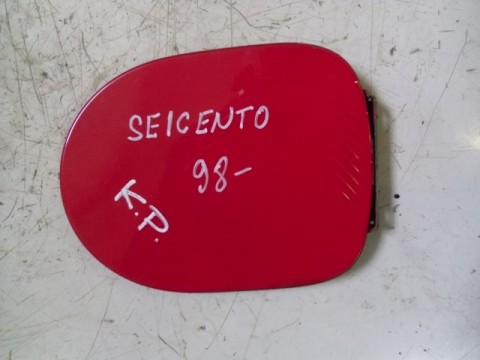 SEICENTO
98-
K.P.